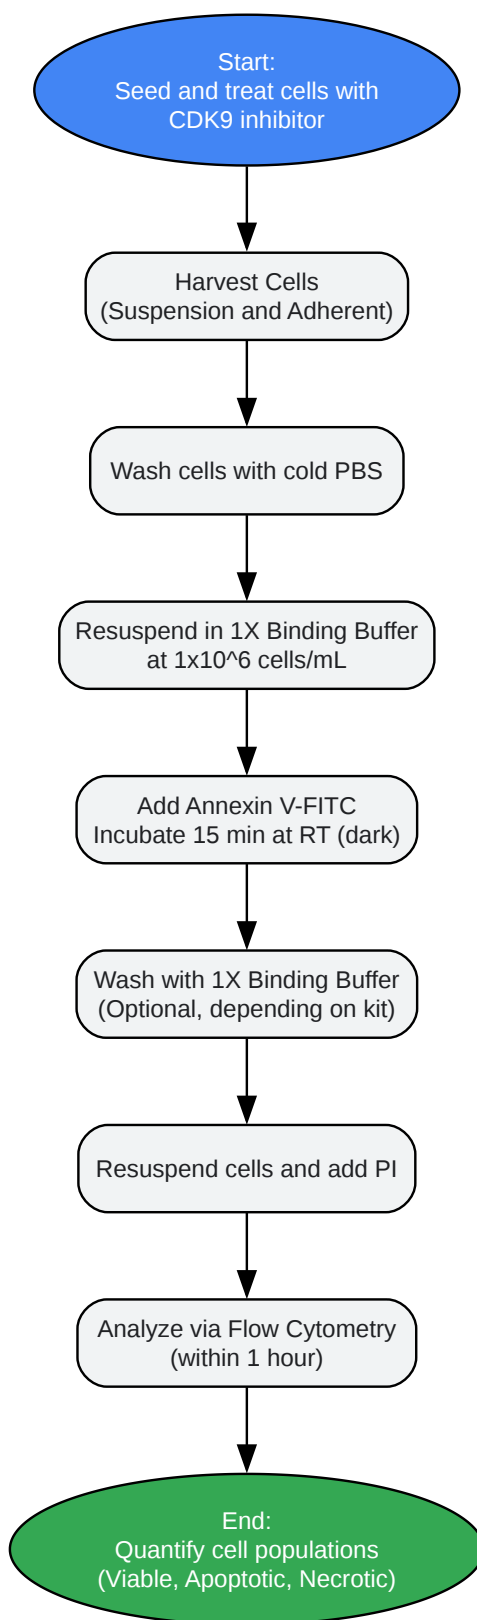 Start:
Seed and treat cells with
CDK9 inhibitor
Harvest Cells
(Suspension and Adherent)
Wash cells with cold PBS
Resuspend in 1X Binding Buffer
at 1x10^6 cells/mL
Add Annexin V-FITC
Incubate 15 min at RT (dark)
Wash with 1X Binding Buffer
(Optional, depending on kit)
Resuspend cells and add PI
Analyze via Flow Cytometry
(within 1 hour)
End:
Quantify cell populations
(Viable, Apoptotic, Necrotic)